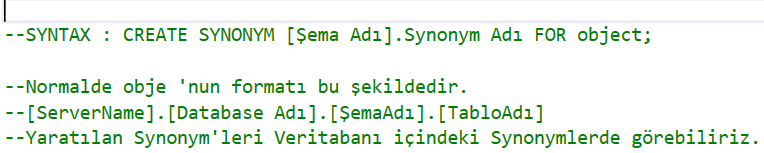 --SYNTAX : CREATE SYNONYM [Şema Adı].Synonym Adı FOR object;
--Normalde obje 'nun formatı bu şekildedir.
--[ServerName].[Database Adı].[ŞemaAdı].[TabloAdı]
--Yaratılan Synonym'leri Veritabanı içindeki Synonymlerde görebiliriz.